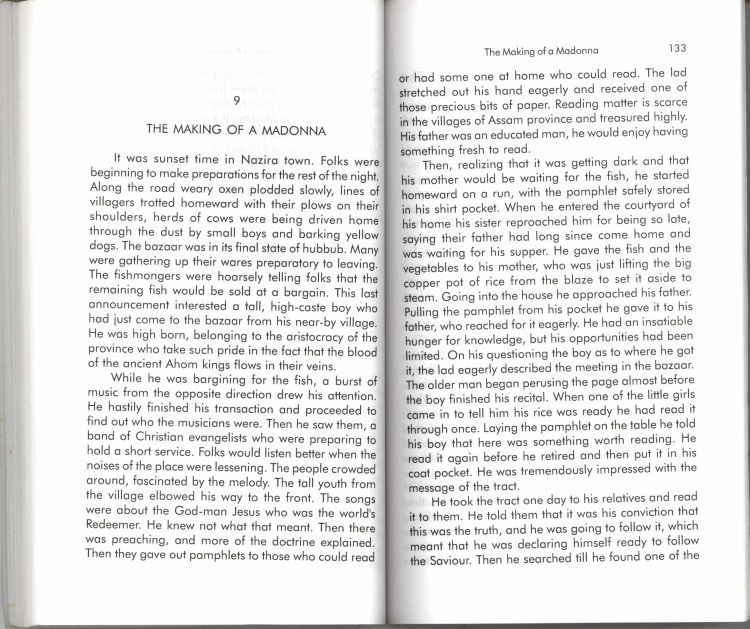 9
THE MAKING OF A MADONNA
It was sunset time in Nazira town. Folks were
beginning to make preparations for the rest of the night.
Along the road weary oxen plodded slowly, lines of
villagers trotted homeward with their plows on their
shoulders, herds of cows were being driven home
through the dust by small boys and barking yellow
dogs. The bazaar was in its final state of hubbub. Many
were gathering up their wares preparatory to leaving.
The fishmongers were hoarsely telling folks that the
remaining fish would be sold at a bargain. This last
announcement interested a tall, high-caste boy who
had just come to the bazaar from his near-by village.
He was high born, belonging to the aristocracy of the
province who take such pride in the fact that the blood
of the ancient Ahom kings flows in their veins.
While he was bargining for the fish, a burst of
music from the opposite direction drew his attention.
He hastily finished his transaction and proceeded to
find out who the musicians were. Then he saw them, a
band of Christian evangelists who were preparing to
hold a short service. Folks would listen better when the
noises of the place were lessening. The people crowded
around, fascinated by the melody. The tall youth from
the village elbowed his way to the front. The songs
were about the God-man Jesus who was the world's
Redeemer. He knew not what that meant. Then there
was preaching, and more of the doctrine explained.
Then they gave out pamphlets to those who could read
The Making of a Madonna 133
or had some one at home who could read. The lad
stretched out his hand eagerly and received one of
those precious bits of paper. Reading matter is scarce
in the villages of Assam province and treasured highly.
His father was an educated man, he would enjoy having
something fresh to read.
Then, realizing that it was getting dark and that
his mother would be waiting for the fish, he started
homeward on a run, with the pamphlet safely stored
in his shirt pocket. When he entered the courtyard of
his home his sister reproached him for being so late,
saying their father had long since come home and
was waiting for his supper. He gave the fish and the
vegetables to his mother, who was just lifting the big
copper pot of rice from the blaze to set it aside to
steam. Going into the house he approached his father.
Pulling the pamphlet from his pocket he gave it to his
father, who reached for it eagerly. He had an insatiable
hunger for knowledge, but his opportunities had been
limited. On his questioning the boy as to where he got
it, the lad eagerly described the meeting in the bazaar.
The older man began perusing the page almost before
the boy finished his recital. When one of the little girls
came in to tell him his rice was ready he had read it
through once. Laying the pamphlet on the table he told
his boy that here was something worth reading. He
read it again before he retired and then put it in his
coat pocket. He was tremendously impressed with the
message of the tract.
He took the tract one day to his relatives and read
it to them. He told them that it was his conviction that
this was the truth, and he was going to follow it, which
meant that he was declaring himself ready to follow
the Saviour. Then he searched till he found one of the